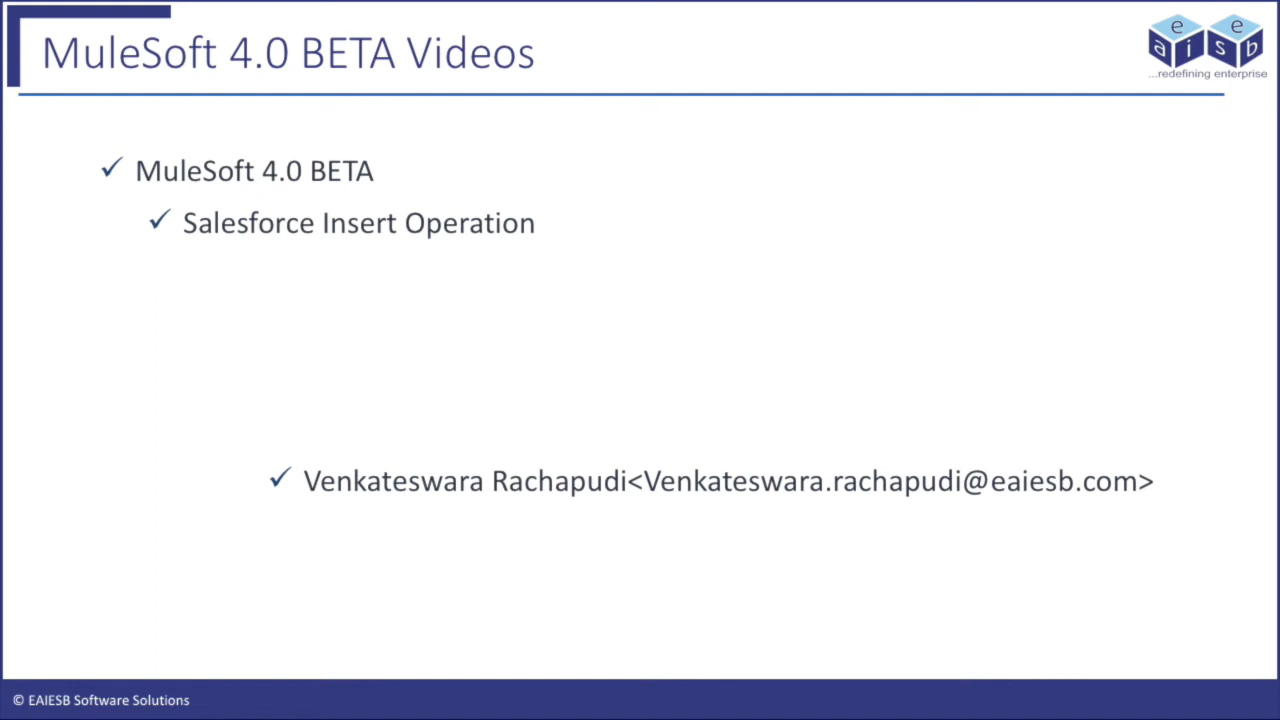 MuleSoft 4.0 BETA Videos
e e
a i s b
...redefining enterprise
✓ MuleSoft 4.0 BETA
✓ Salesforce Insert Operation
✓ Venkateswara Rachapudi<Venkateswara.rachapudi@eaiesb.com>
© EAIESB Software Solutions